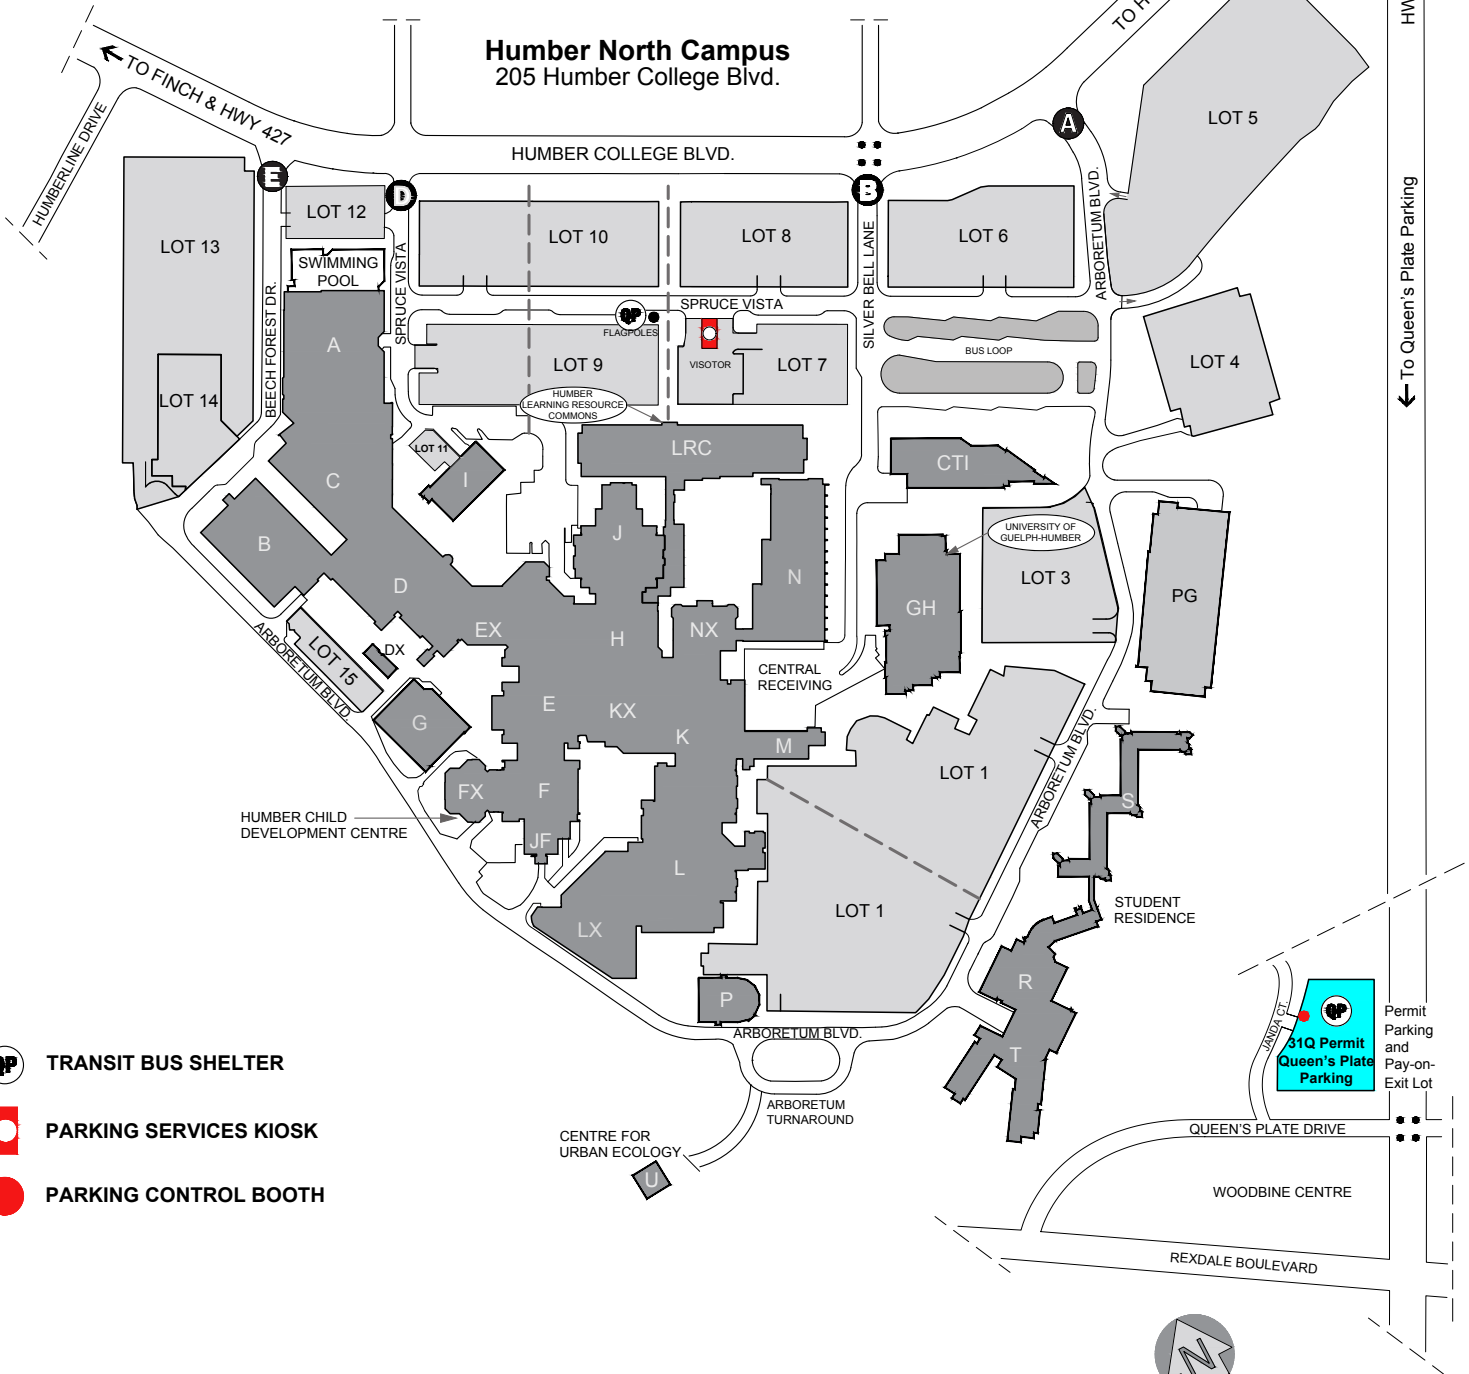 Humber North Campus
205 Humber College Blvd.
TO FINCH & HWY 427
HUMBERLINE DRIVE
TO H
HW
HUMBER COLLEGE BLVD.
E
D
B
A
LOT 5
LOT 13
LOT 12
LOT 10
LOT 8
LOT 6
ARBORETUM BLVD.
To Queen's Plate Parking
SWIMMING
POOL
SPRUCE VISTA
SILVER BELL LANE
BEECH FOREST DR.
SPRUCE VISTA
QP
FLAGPOLES
A
LOT 9
VISOTOR
LOT 7
BUS LOOP
LOT 4
LOT 14
HUMBER
LEARNING RESOURCE
COMMONS
LOT 11
I
LRC
CTI
C
B
J
UNIVERSITY OF
GUELPH-HUMBER
LOT 3
D
N
GH
PG
EX
H
NX
DX
LOT 15
ARBORETUM BLVD.
CENTRAL
RECEIVING
G
E
KX
K
M
LOT 1
ARBORETUM BLVD.
S
FX
F
HUMBER CHILD
DEVELOPMENT CENTRE
JF
L
LOT 1
STUDENT
RESIDENCE
LX
P
R
ARBORETUM BLVD.
T
JANDA CT.
QP
31Q Permit
Queen's Plate
Parking
Permit
Parking
and
Pay-on-
Exit Lot
QP
TRANSIT BUS SHELTER
PARKING SERVICES KIOSK
PARKING CONTROL BOOTH
ARBORETUM
TURNAROUND
CENTRE FOR
URBAN ECOLOGY
U
QUEEN'S PLATE DRIVE
WOODBINE CENTRE
REXDALE BOULEVARD
N